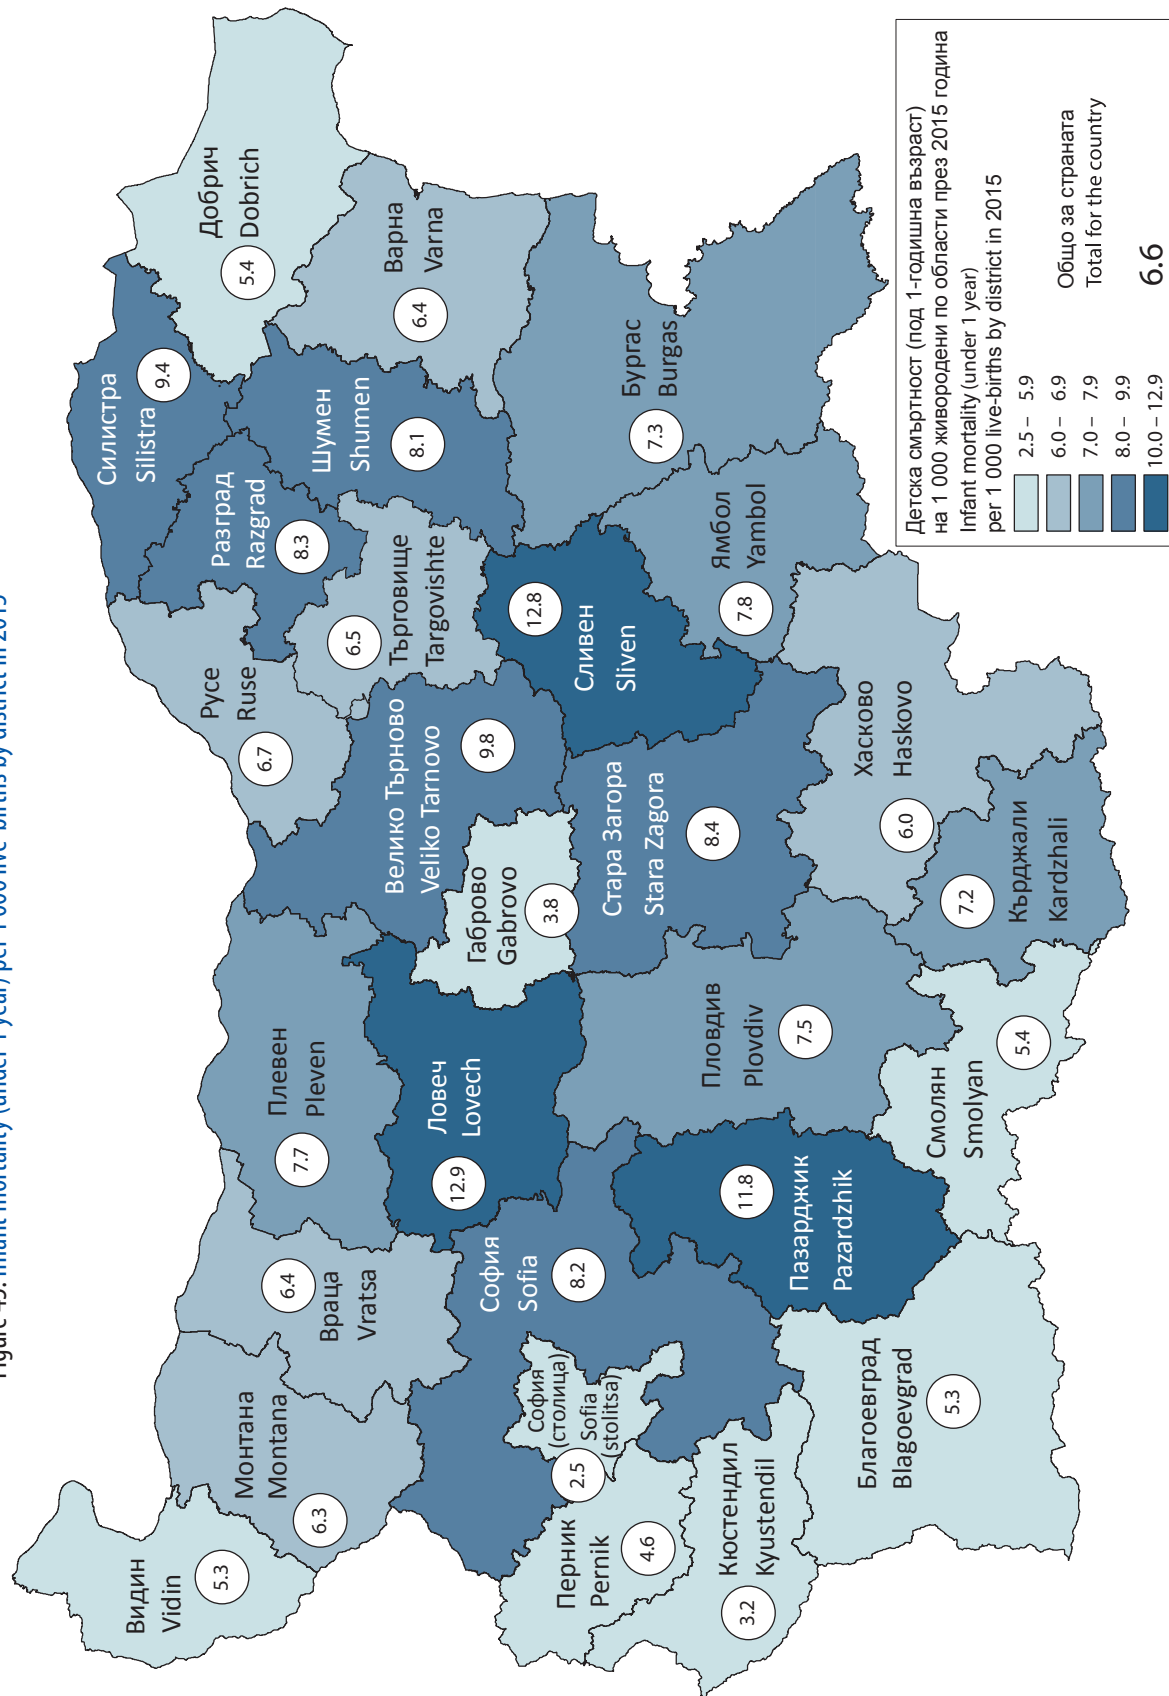 Infant mortality (under 1 year) per 1 000 live-births by district in 2015
Видин
Vidin
5.3
Монтана
Montana
6.3
Враца
Vratsa
6.4
Плевен
Pleven
7.7
Ловеч
Lovech
12.9
Габрово
Gabrovo
3.8
Велико Търново
Veliko Tarnovo
9.8
Русе
Ruse
6.7
Разград
Razgrad
8.3
Силистра
Silistra
9.4
Добрич
Dobrich
5.4
Варна
Varna
6.4
Шумен
Shumen
8.1
Търговище
Targovishte
6.5
София
Sofia
8.2
София
(столица)
Sofia
(stolitsa)
2.5
Перник
Pernik
4.6
Кюстендил
Kyustendil
3.2
Благоевград
Blagoevgrad
5.3
Пазарджик
Pazardzhik
11.8
Пловдив
Plovdiv
7.5
Смолян
Smolyan
5.4
Стара Загора
Stara Zagora
8.4
Сливен
Sliven
12.8
Ямбол
Yambol
7.8
Бургас
Burgas
7.3
Хасково
Haskovo
6.0
Кърджали
Kardzhali
7.2
Детска смъртност (под 1-годишна възраст)
на 1 000 живородени по области през 2015 година
Infant mortality (under 1 year)
per 1 000 live-births by district in 2015
2.5 – 5.9
6.0 – 6.9
7.0 – 7.9
8.0 – 9.9
10.0 – 12.9
Общо за страната
Total for the country
6.6